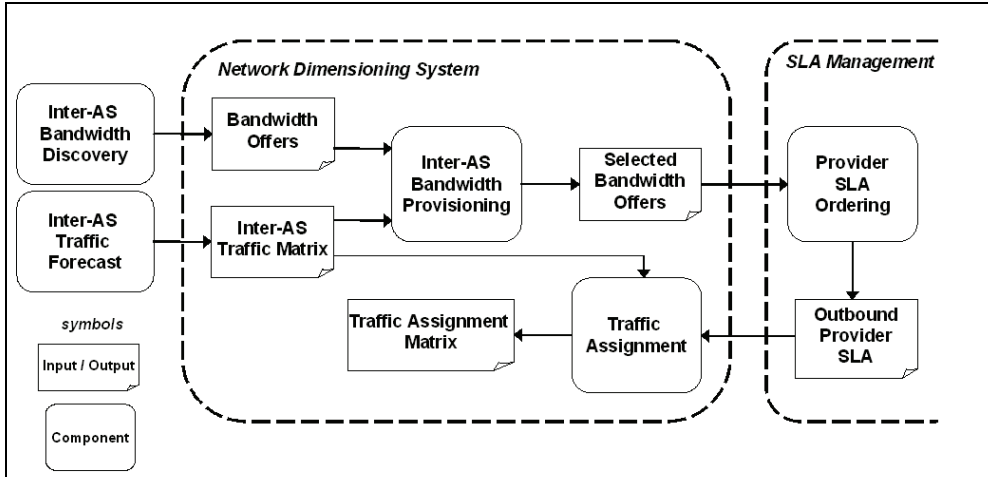 Network Dimensioning System
SLA Management
Inter-AS
Bandwidth
Discovery
Bandwidth
Offers
Inter-AS
Bandwidth
Provisioning
Selected
Bandwidth
Offers
Provider
SLA
Ordering
Inter-AS
Traffic
Forecast
Inter-AS
Traffic Matrix
Traffic Assignment
Matrix
Traffic
Assignment
Outbound
Provider
SLA
symbols
Input / Output
Component